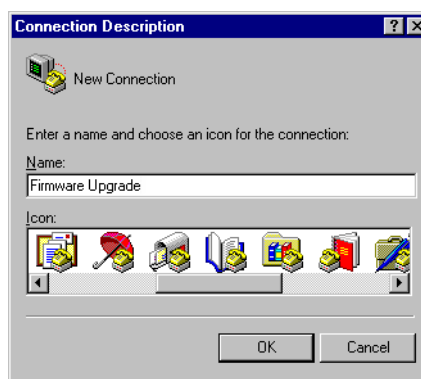 Connection Description
New Connection
Enter a name and choose an icon for the connection:
Name:
Firmware Upgrade
Icon:
OK
Cancel